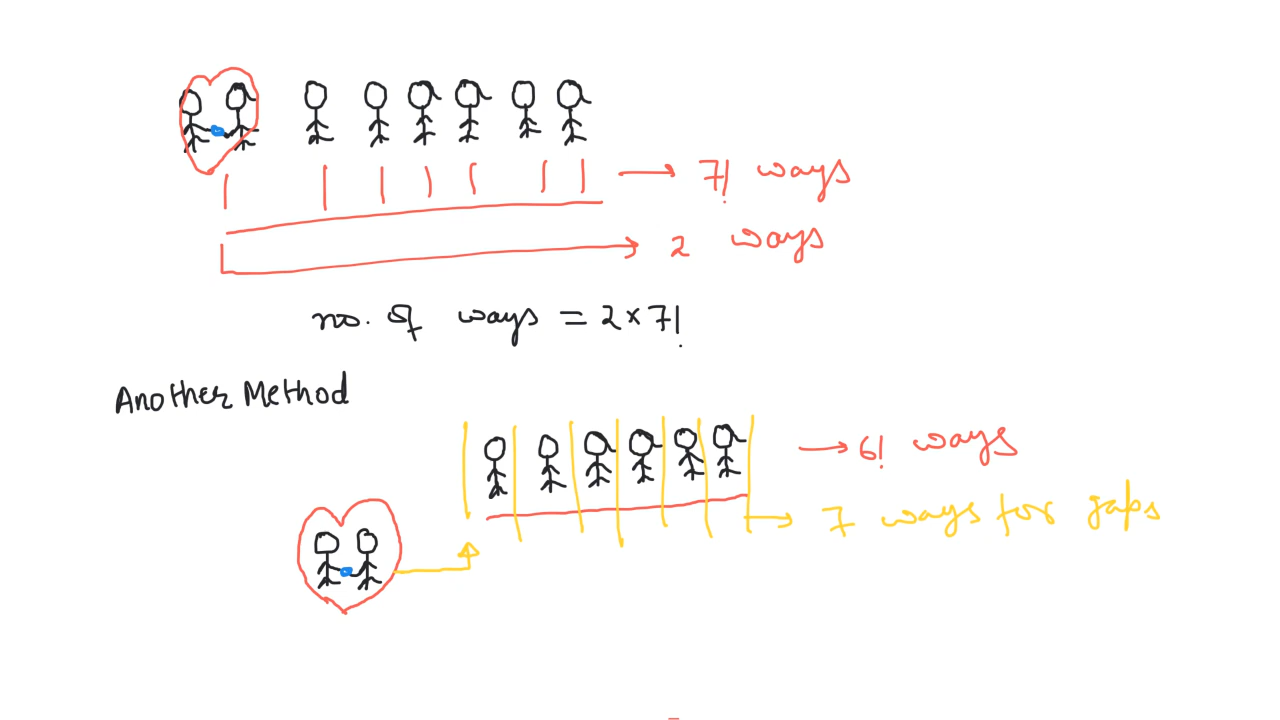 → 7! ways
→ 2 ways
no. of ways = 2 × 7!
Another Method
→ 6! ways
→ 7 ways for gaps